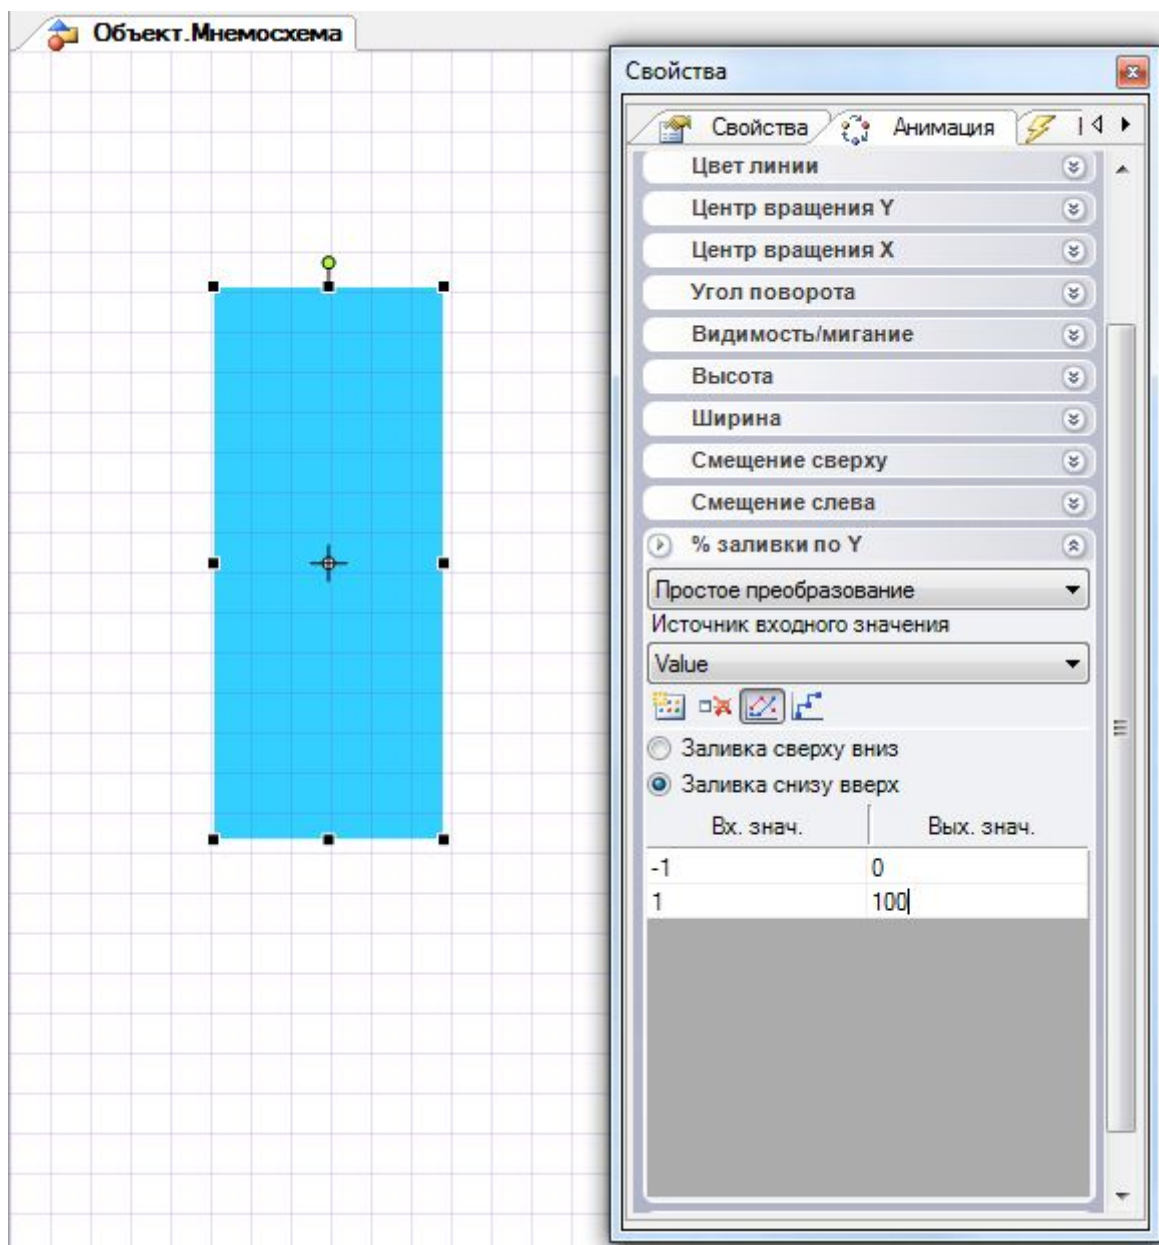 Объект.Мнемосхема
Свойства
Свойства Анимация
Цвет линии
Центр вращения Y
Центр вращения X
Угол поворота
Видимость/мигание
Высота
Ширина
Смещение сверху
Смещение слева
% заливки по Y
Простое преобразование
Источник входного значения
Value
Заливка сверху вниз
Заливка снизу вверх
Вх. знач. Вых. знач.
-1 0
1 100